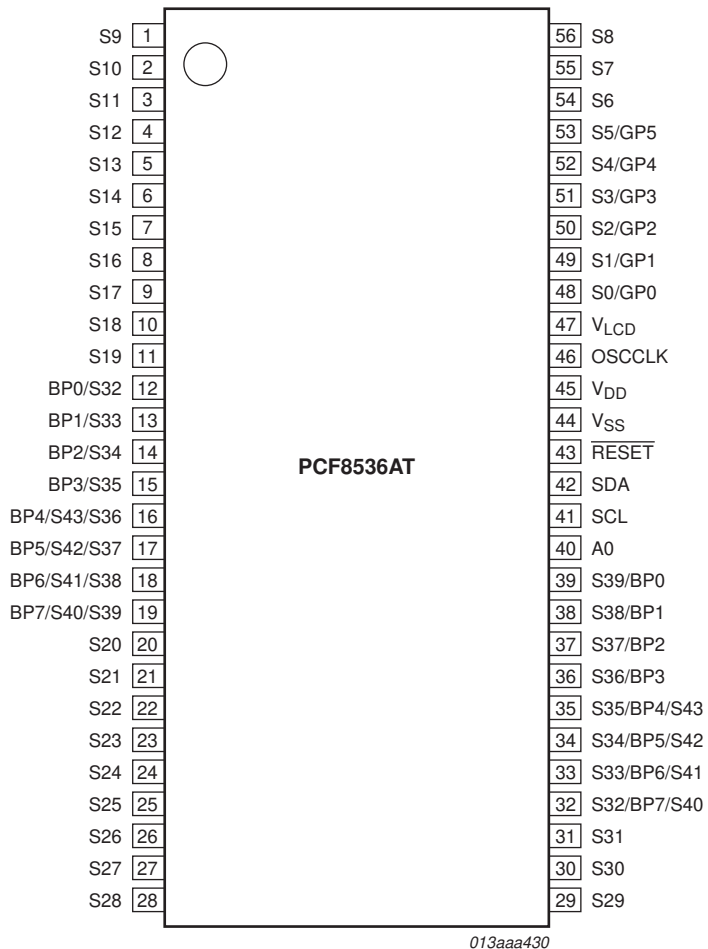 S9 1 56 S8
S10 2 55 S7
S11 3 54 S6
S12 4 53 S5/GP5
S13 5 52 S4/GP4
S14 6 51 S3/GP3
S15 7 50 S2/GP2
S16 8 49 S1/GP1
S17 9 48 S0/GP0
S18 10 47 VLCD
S19 11 46 OSCCLK
BP0/S32 12 45 VDD
BP1/S33 13 44 VSS
BP2/S34 14 43 RESET
PCF8536AT
BP3/S35 15 42 SDA
BP4/S43/S36 16 41 SCL
BP5/S42/S37 17 40 A0
BP6/S41/S38 18 39 S39/BP0
BP7/S40/S39 19 38 S38/BP1
S20 20 37 S37/BP2
S21 21 36 S36/BP3
S22 22 35 S35/BP4/S43
S23 23 34 S34/BP5/S42
S24 24 33 S33/BP6/S41
S25 25 32 S32/BP7/S40
S26 26 31 S31
S27 27 30 S30
S28 28 29 S29
013aaa430